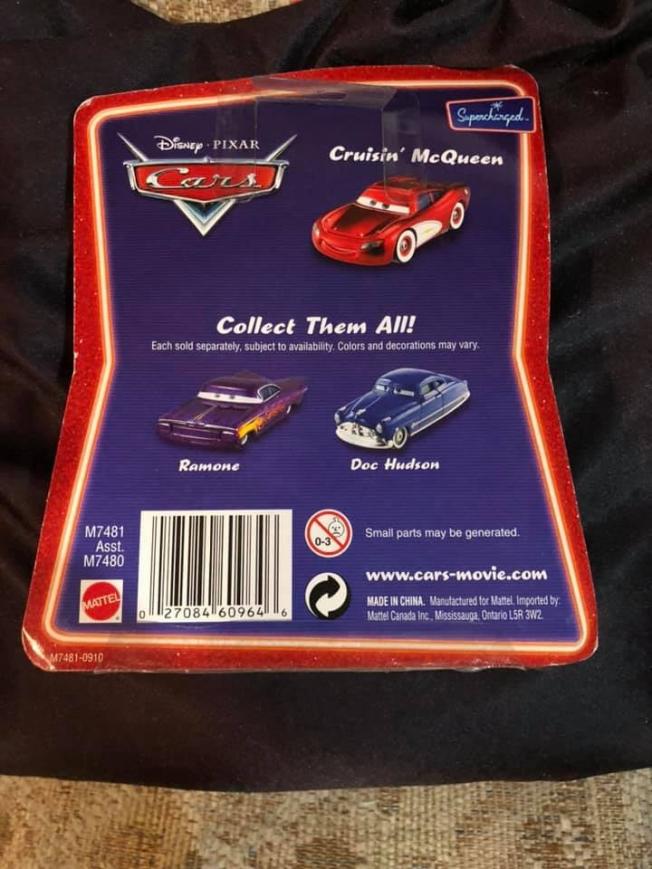 Supercharged
Disney · PIXAR
Cars
Cruisin' McQueen
Collect Them All!
Each sold separately, subject to availability. Colors and decorations may vary.
Ramone
Doc Hudson
M7481
Asst.
M7480
MATTEL
0 27084 60964 6
0-3
Small parts may be generated.
www.cars-movie.com
MADE IN CHINA. Manufactured for Mattel. Imported by:
Mattel Canada Inc., Mississauga, Ontario L5R 3W2.
M7481-0910